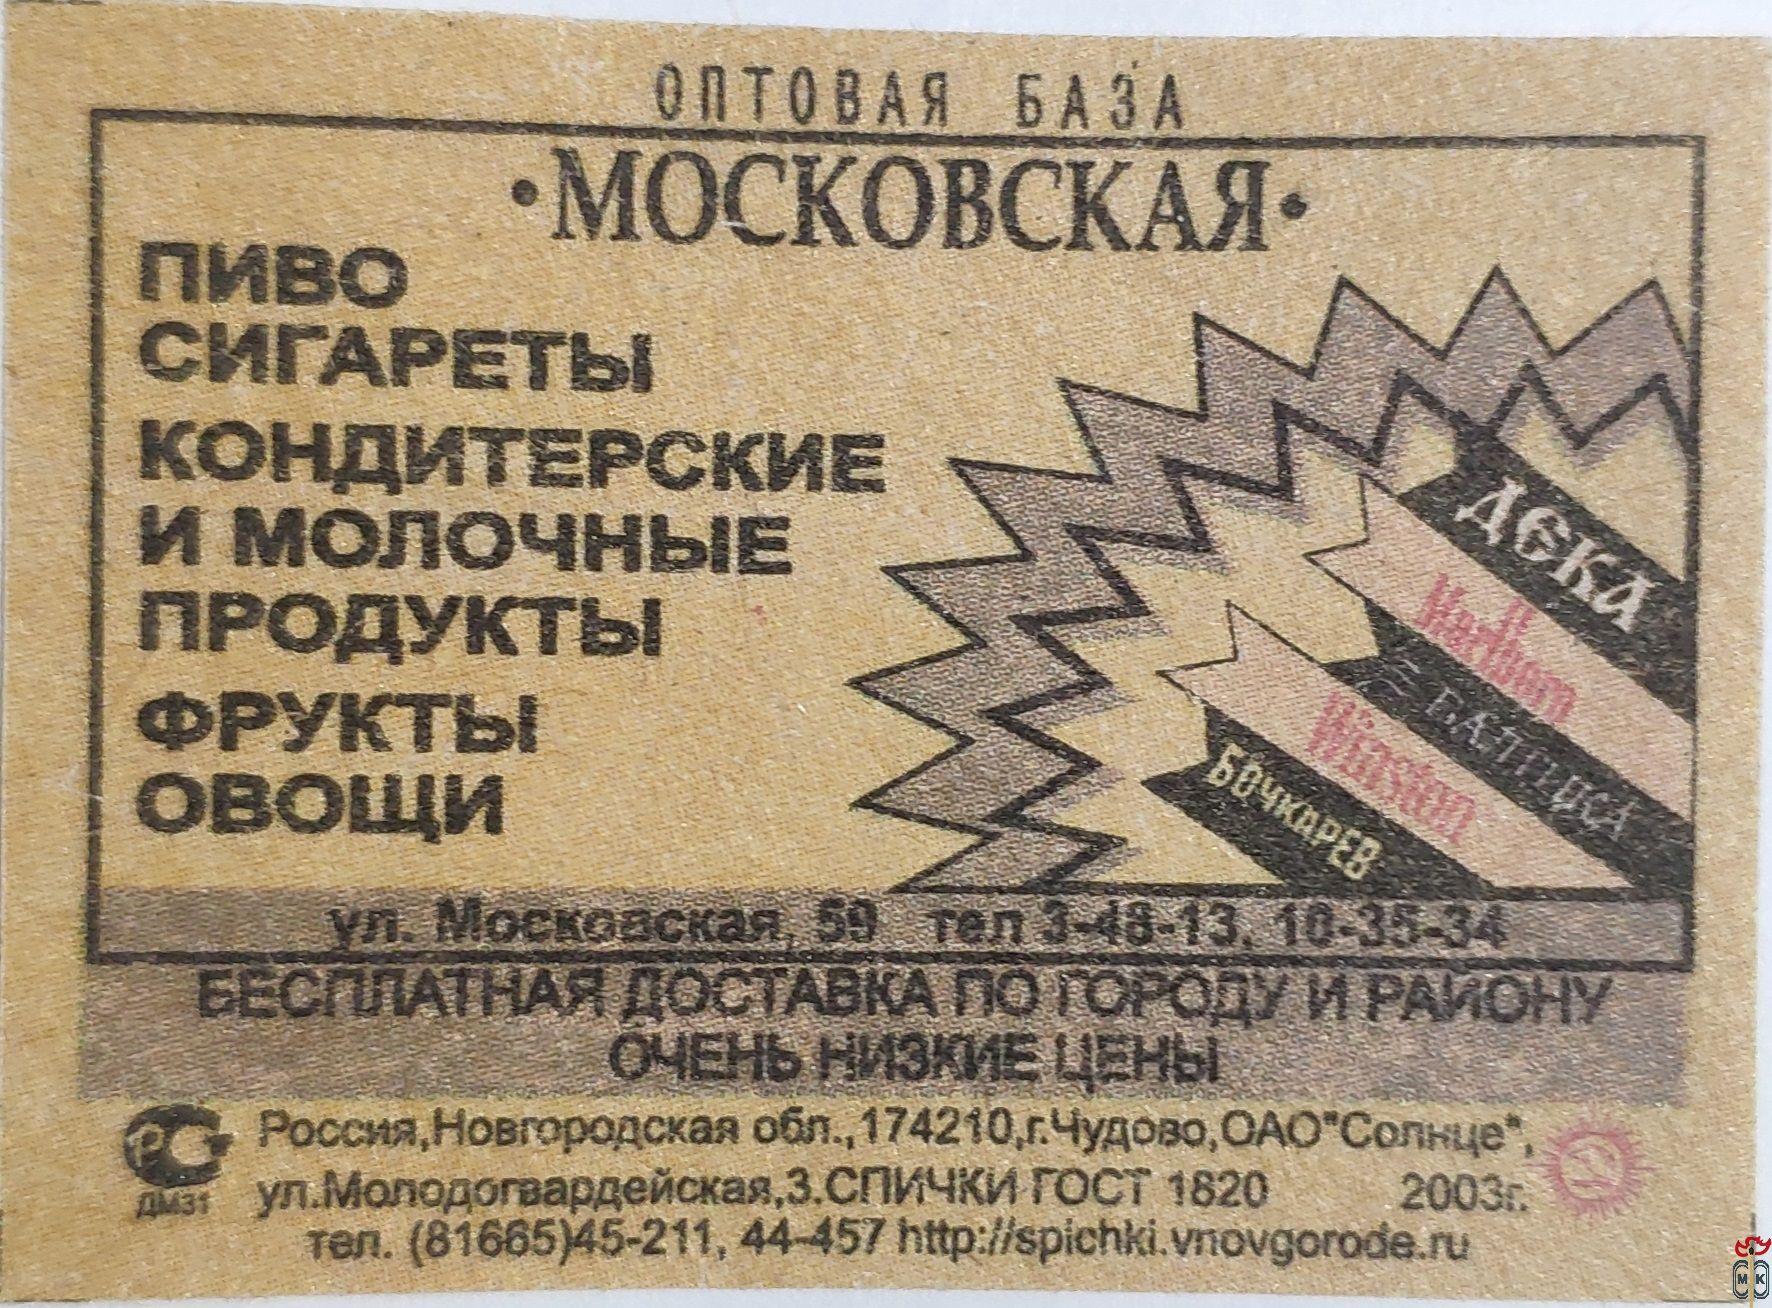 ОПТОВАЯ БАЗА
·МОСКОВСКАЯ·
ПИВО
СИГАРЕТЫ
КОНДИТЕРСКИЕ
И МОЛОЧНЫЕ
ПРОДУКТЫ
ФРУКТЫ
ОВОЩИ
ДЕКА
Marlboro
БАЛТИКА
Winston
БОЧКАРЕВ
ул. Московская, 59 тел 3-48-13, 10-35-34
БЕСПЛАТНАЯ ДОСТАВКА ПО ГОРОДУ И РАЙОНУ
ОЧЕНЬ НИЗКИЕ ЦЕНЫ
РСТ
ДМ31
Россия,Новгородская обл.,174210,г.Чудово,ОАО"Солнце",
ул.Молодогвардейская,3.СПИЧКИ ГОСТ 1820 2003г.
тел. (81665)45-211, 44-457 http://spichki.vnovgorode.ru
МК